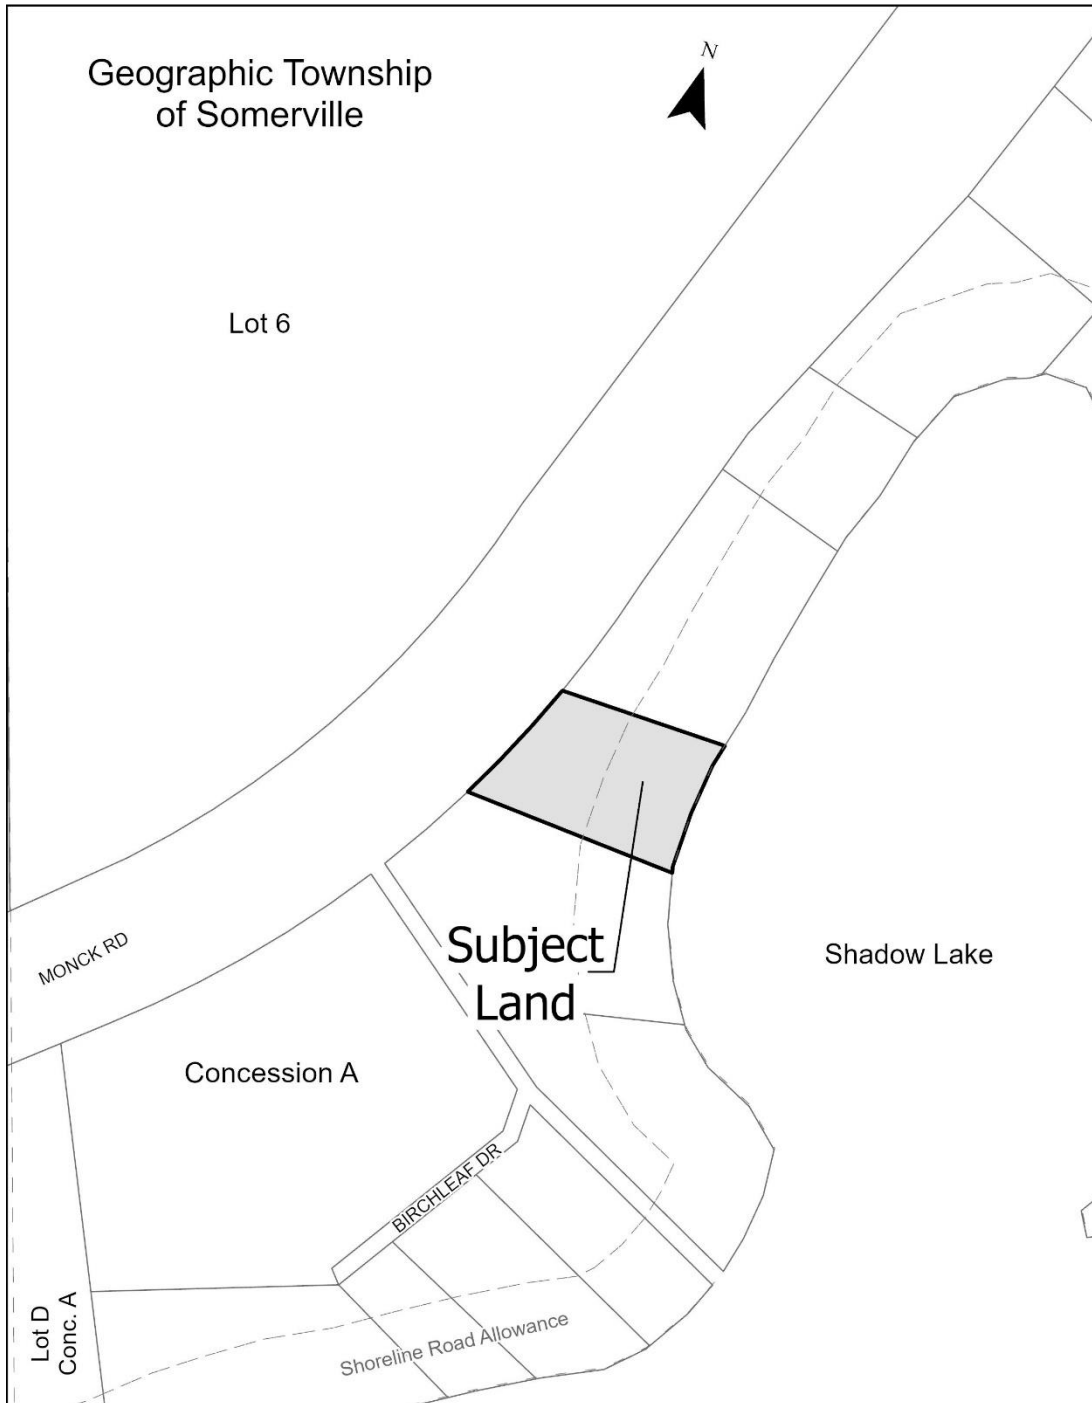 Geographic Township
of Somerville
N
Lot 6
Subject
Land
Shadow Lake
MONCK RD
Concession A
BIRCHLEAF DR
Lot D
Conc. A
Shoreline Road Allowance